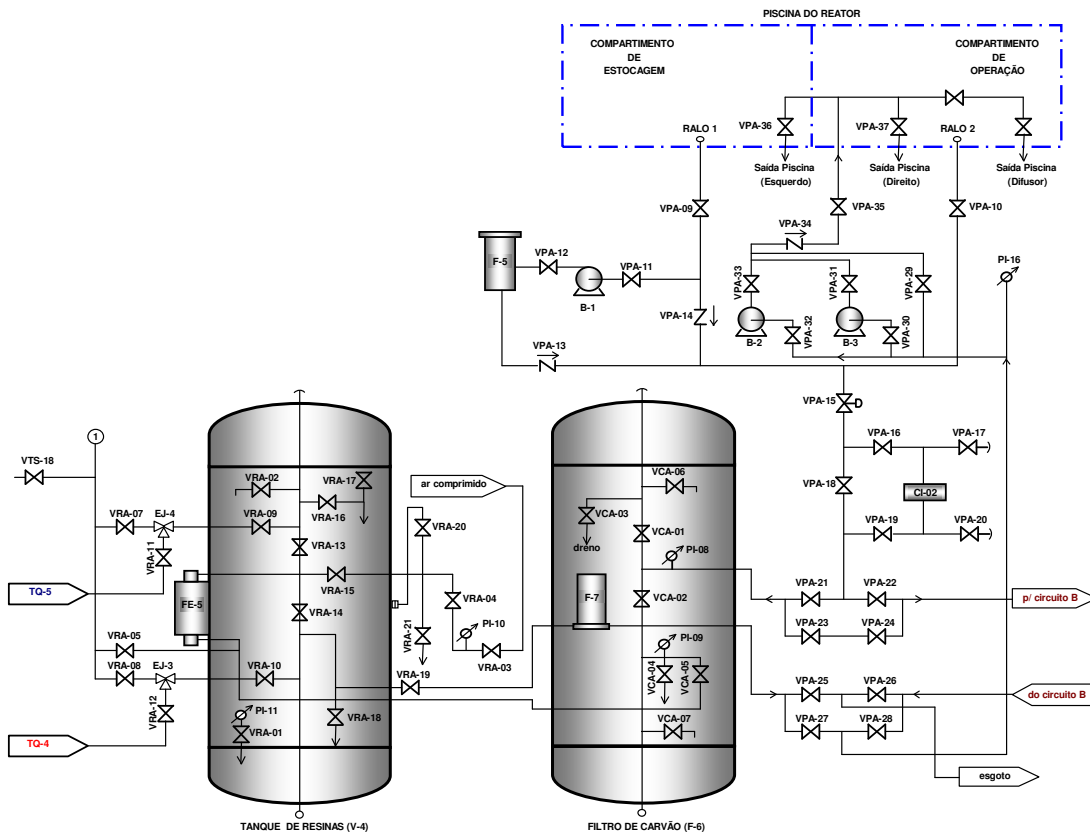 PISCINA DO REATOR
COMPARTIMENTO
DE
ESTOCAGEM
COMPARTIMENTO
DE
OPERAÇÃO
VPA-36
VPA-37
RALO 1
RALO 2
Saída Piscina
(Esquerdo)
Saída Piscina
(Direito)
Saída Piscina
(Difusor)
VPA-09
VPA-35
VPA-10
VPA-34
F-5
VPA-12
VPA-11
B-1
VPA-33
VPA-31
VPA-29
PI-16
VPA-14
B-2
VPA-32
B-3
VPA-30
VPA-13
VPA-15
VPA-16
VPA-17
VPA-18
CI-02
VPA-19
VPA-20
1
VTS-18
VRA-02
VRA-17
VRA-16
ar comprimido
VRA-20
VRA-07
EJ-4
VRA-09
VRA-11
VRA-13
VRA-15
VRA-04
TQ-5
FE-5
VRA-14
PI-10
VRA-03
VRA-21
VRA-05
VRA-08
EJ-3
VRA-10
VRA-19
VRA-12
PI-11
VRA-01
VRA-18
TQ-4
TANQUE DE RESINAS (V-4)
VCA-06
VCA-03
dreno
VCA-01
PI-08
F-7
VCA-02
PI-09
VCA-04
VCA-05
VCA-07
FILTRO DE CARVÃO (F-6)
VPA-21
VPA-22
p/ circuito B
VPA-23
VPA-24
VPA-25
VPA-26
do circuito B
VPA-27
VPA-28
esgoto